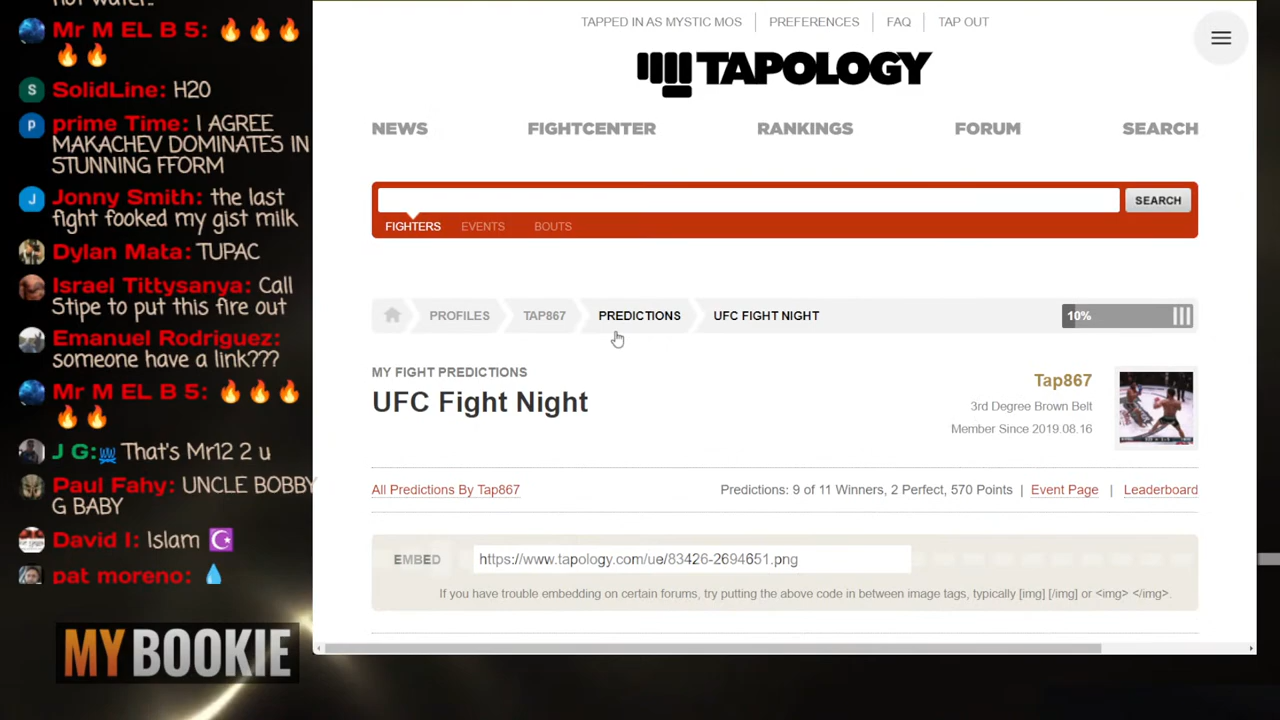 hot water..
Mr M EL B 5: 🔥🔥🔥
🔥🔥
S SolidLine: H20
p prime Time: I AGREE
MAKACHEV DOMINATES IN
STUNNING FFORM
J Jonny Smith: the last
fight fooked my gist milk
Dylan Mata: TUPAC
Israel Tittysanya: Call
Stipe to put this fire out
Emanuel Rodriguez:
someone have a link???
Mr M EL B 5: 🔥🔥🔥
🔥🔥
J G: That's Mr12 2 u
Paul Fahy: UNCLE BOBBY
G BABY
David I: Islam ☪️
pat moreno: 💧
MYBOOKIE
TAPPED IN AS MYSTIC MOS | PREFERENCES | FAQ | TAP OUT
TAPOLOGY
NEWS FIGHTCENTER RANKINGS FORUM SEARCH
SEARCH
FIGHTERS EVENTS BOUTS
PROFILES TAP867 PREDICTIONS UFC FIGHT NIGHT 10%
MY FIGHT PREDICTIONS
UFC Fight Night
Tap867
3rd Degree Brown Belt
Member Since 2019.08.16
All Predictions By Tap867 Predictions: 9 of 11 Winners, 2 Perfect, 570 Points | Event Page | Leaderboard
EMBED https://www.tapology.com/ue/83426-2694651.png
If you have trouble embedding on certain forums, try putting the above code in between image tags, typically [img] [/img] or <img> </img>.